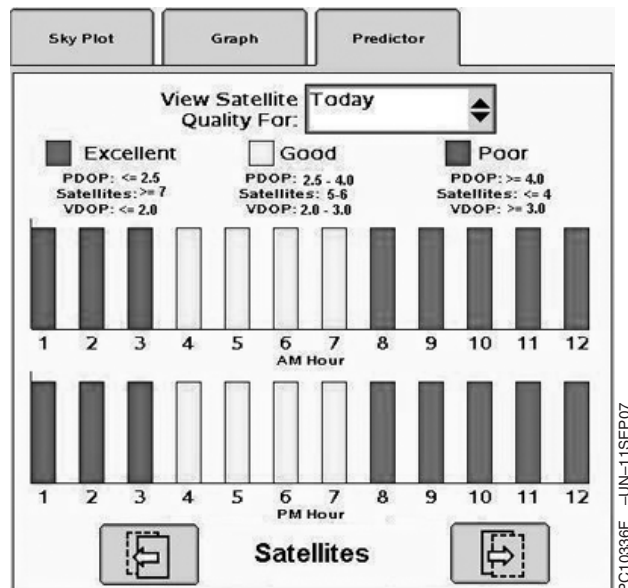 Sky Plot Graph Predictor
View Satellite Today
Quality For:
Excellent Good Poor
PDOP: <= 2.5 PDOP: 2.5 - 4.0 PDOP: >= 4.0
Satellites: >= 7 Satellites: 5-6 Satellites: <= 4
VDOP: <= 2.0 VDOP: 2.0 - 3.0 VDOP: >= 3.0
1 2 3 4 5 6 7 8 9 10 11 12
AM Hour
1 2 3 4 5 6 7 8 9 10 11 12
PM Hour
Satellites
PC10336E –UN–11SEP07